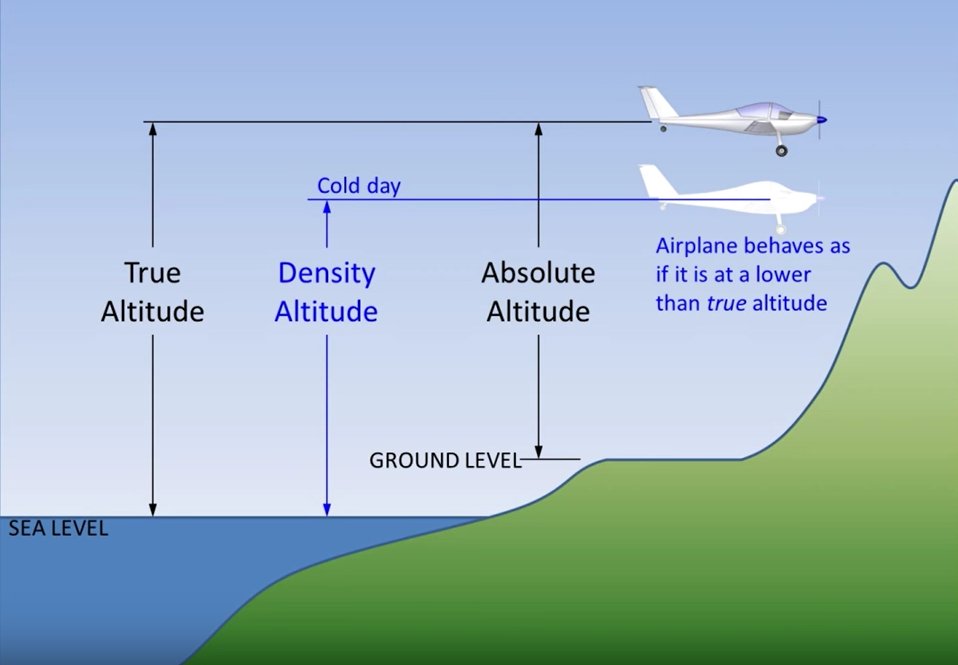 Cold day
True
Altitude
Density
Altitude
Absolute
Altitude
Airplane behaves as
if it is at a lower
than true altitude
GROUND LEVEL
SEA LEVEL